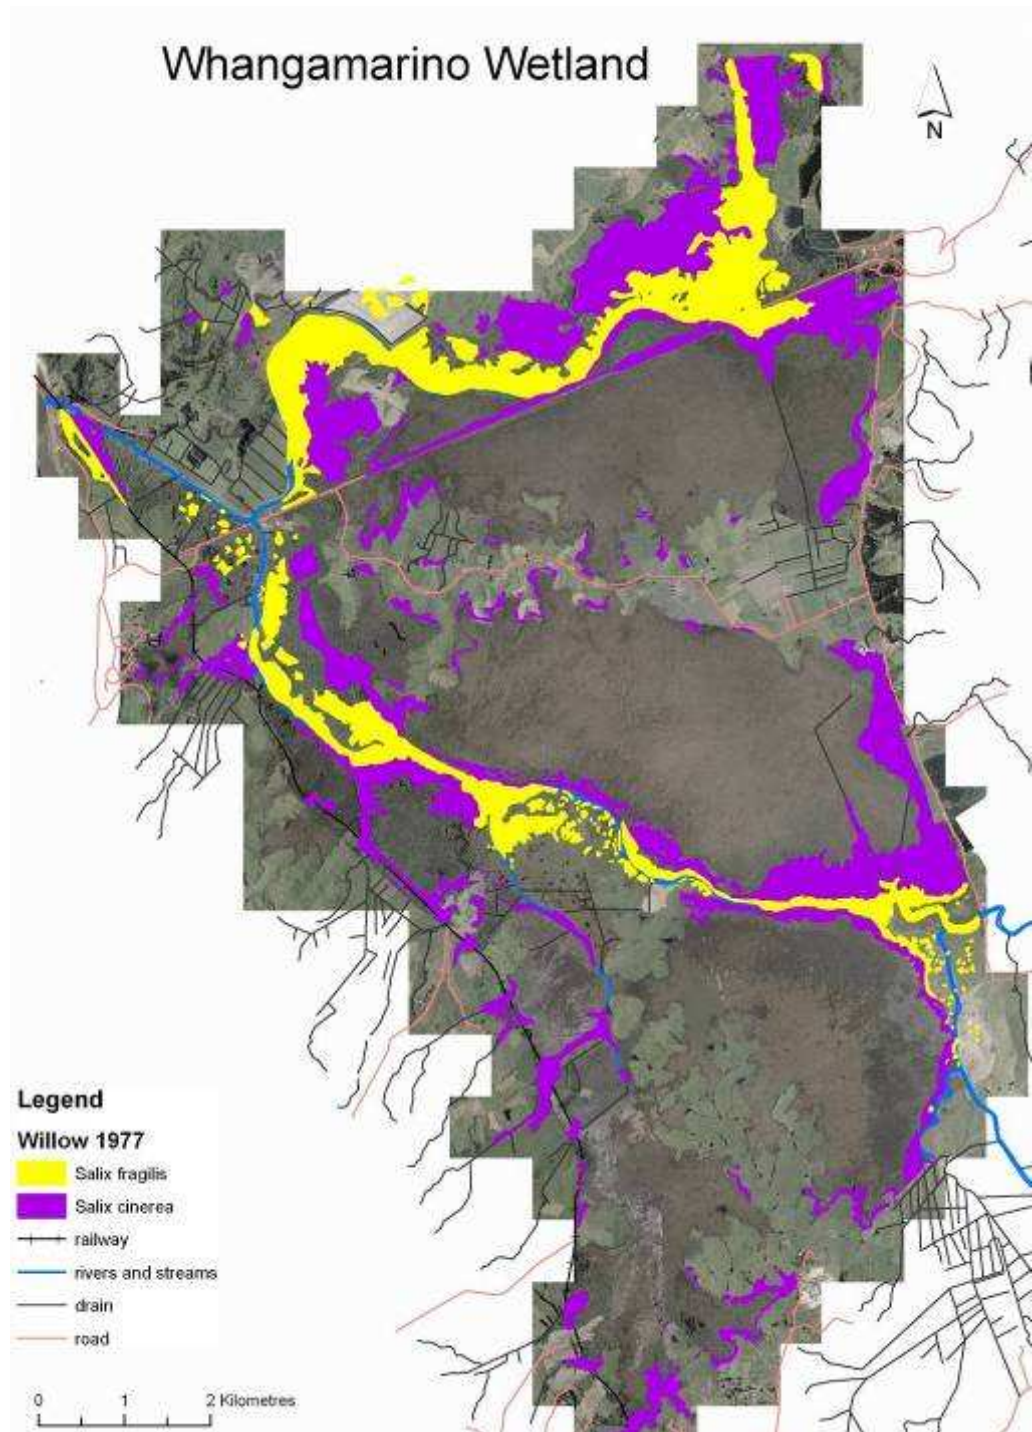 Whangamarino Wetland
N
Legend
Willow 1977
Salix fragilis
Salix cinerea
railway
rivers and streams
drain
road
0 1 2 Kilometres